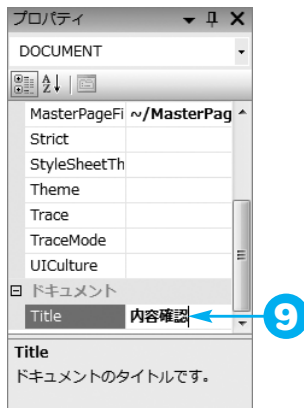 プロパティ
DOCUMENT
MasterPageFi ~/MasterPag
Strict
StyleSheetTh
Theme
Trace
TraceMode
UICulture
ドキュメント
Title 内容確認
9
Title
ドキュメントのタイトルです。